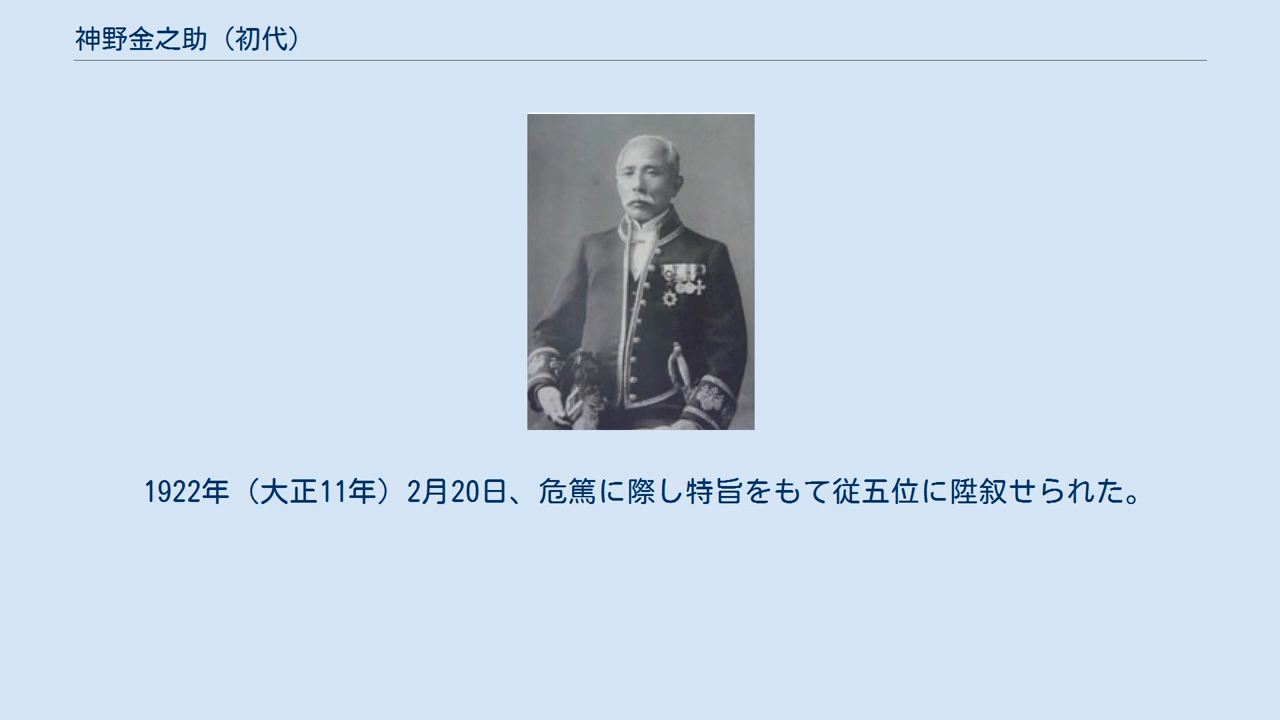 神野金之助（初代）
1922年（大正11年）2月20日、危篤に際し特旨をもて従五位に陞叙せられた。